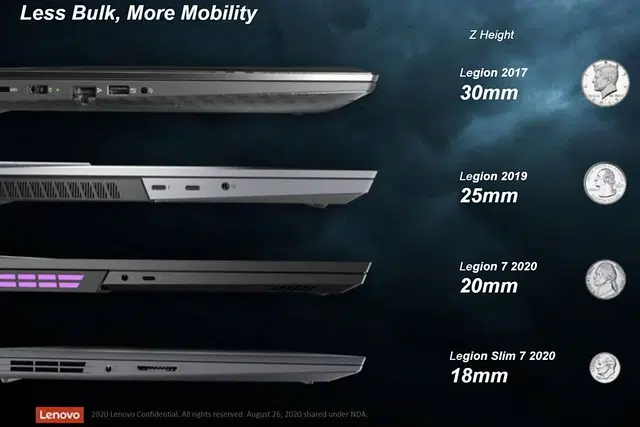 Less Bulk, More Mobility
Z Height
Legion 2017
30mm
Legion 2019
25mm
Legion 7 2020
20mm
Legion Slim 7 2020
18mm
Lenovo
2020 Lenovo Confidential. All rights reserved. August 26, 2020 shared under NDA.